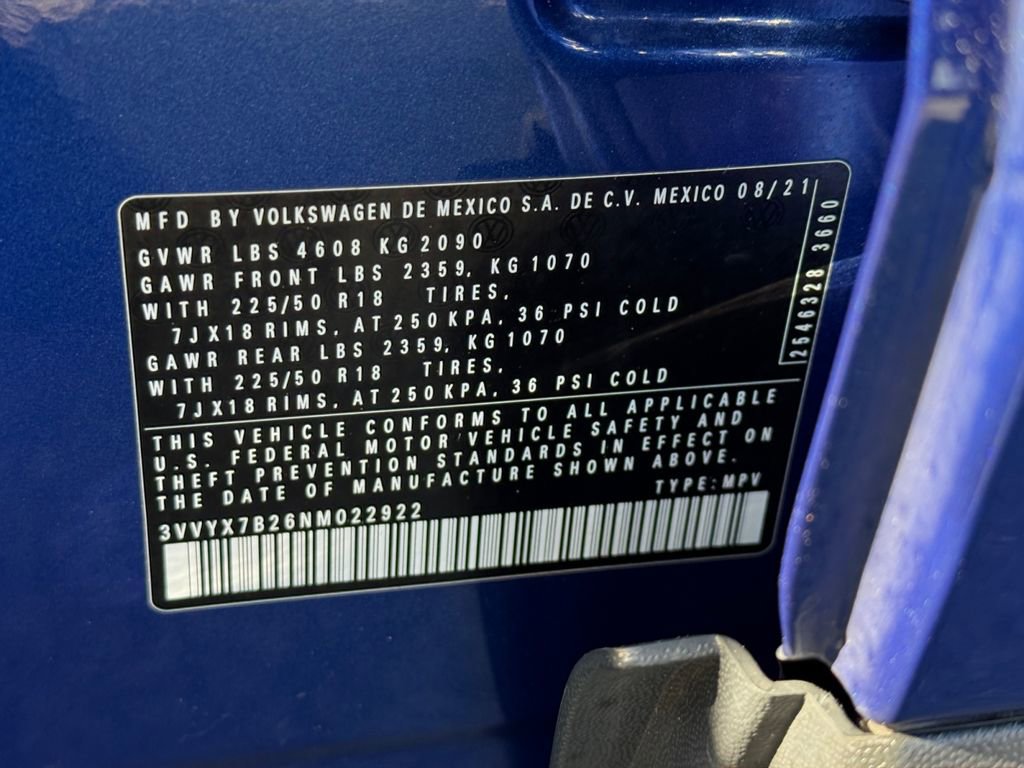 MFD BY VOLKSWAGEN DE MEXICO S.A. DE C.V. MEXICO 08/21
GVWR LBS 4608 KG 2090
GAWR FRONT LBS 2359, KG 1070
WITH 225/50 R18 TIRES,
7JX18 RIMS, AT 250 KPA, 36 PSI COLD
GAWR REAR LBS 2359, KG 1070
WITH 225/50 R18 TIRES,
7JX18 RIMS, AT 250 KPA, 36 PSI COLD
2546328 3660
THIS VEHICLE CONFORMS TO ALL APPLICABLE
U.S. FEDERAL MOTOR VEHICLE SAFETY AND
THEFT PREVENTION STANDARDS IN EFFECT ON
THE DATE OF MANUFACTURE SHOWN ABOVE.
TYPE: MPV
3VVYX7B26NM022922